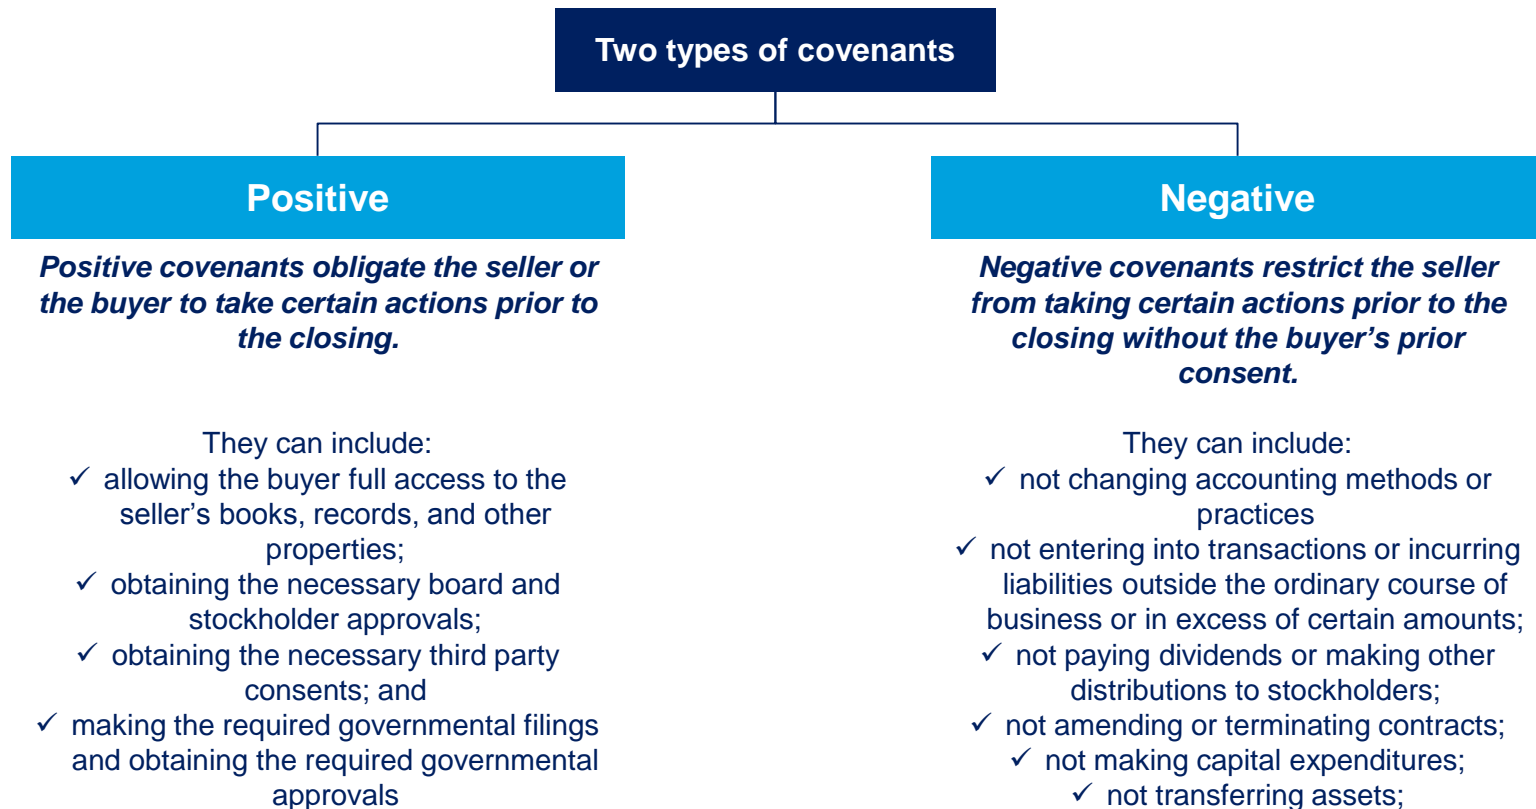 Two types of covenants
Positive
Positive covenants obligate the seller or
the buyer to take certain actions prior to
the closing.
They can include:
✓ allowing the buyer full access to the
seller’s books, records, and other
properties;
✓ obtaining the necessary board and
stockholder approvals;
✓ obtaining the necessary third party
consents; and
✓ making the required governmental filings
and obtaining the required governmental
approvals
Negative
Negative covenants restrict the seller
from taking certain actions prior to the
closing without the buyer’s prior
consent.
They can include:
✓ not changing accounting methods or
practices
✓ not entering into transactions or incurring
liabilities outside the ordinary course of
business or in excess of certain amounts;
✓ not paying dividends or making other
distributions to stockholders;
✓ not amending or terminating contracts;
✓ not making capital expenditures;
✓ not transferring assets;